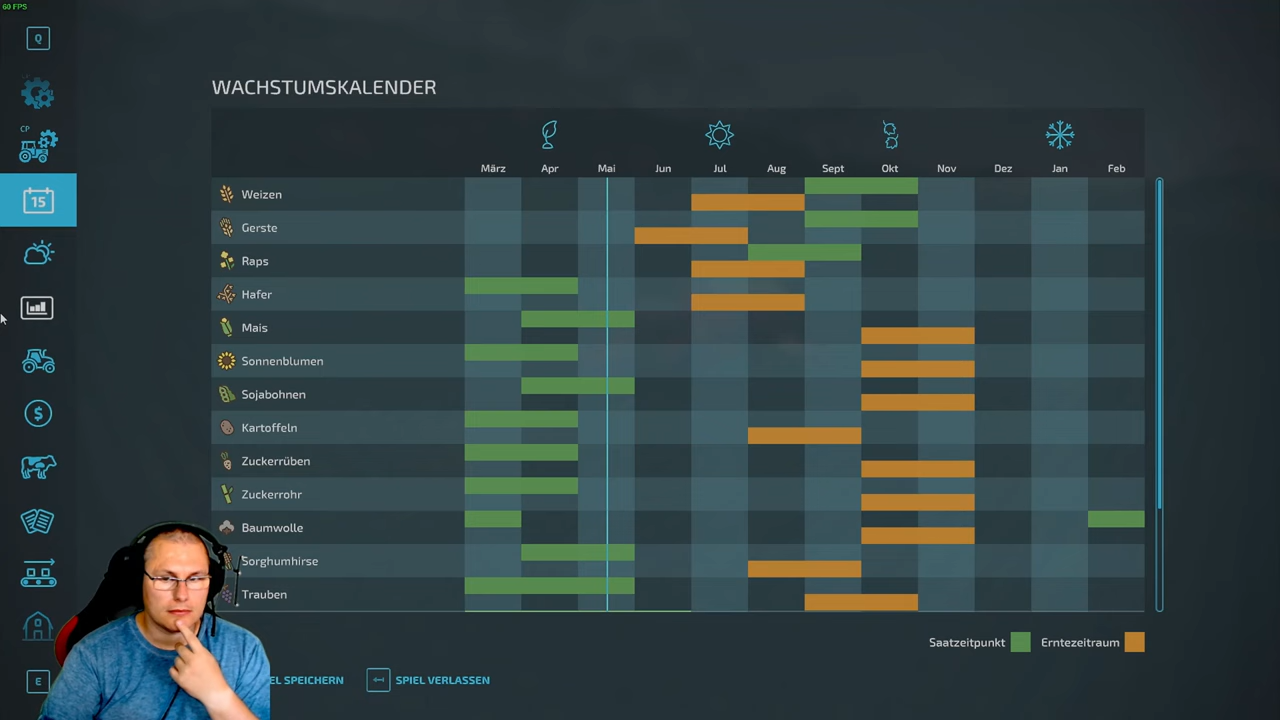 60 FPS
Q
WACHSTUMSKALENDER
CP
März Apr Mai Jun Jul Aug Sept Okt Nov Dez Jan Feb
15
Weizen
Gerste
Raps
Hafer
Mais
Sonnenblumen
Sojabohnen
Kartoffeln
$
Zuckerrüben
Zuckerrohr
Baumwolle
Sorghumhirse
Trauben
Saatzeitpunkt Erntezeitraum
E
EL SPEICHERN SPIEL VERLASSEN